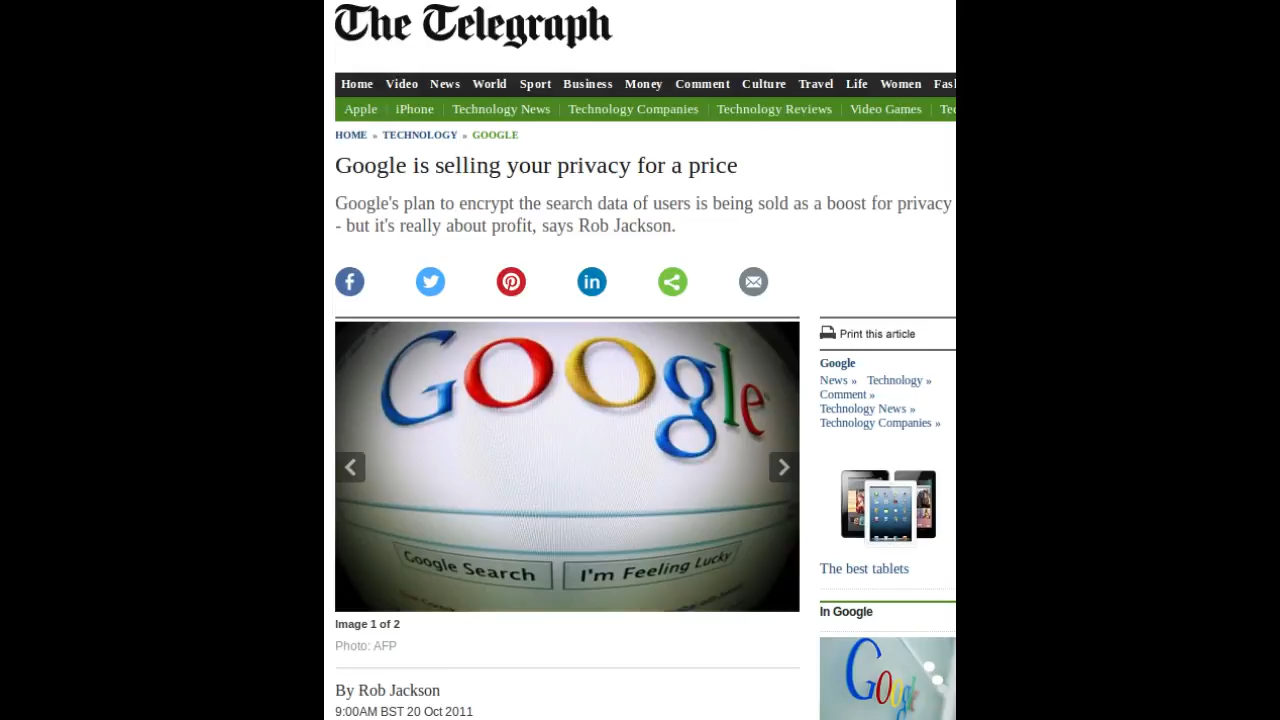 The Telegraph
Home Video News World Sport Business Money Comment Culture Travel Life Women Fas
Apple iPhone Technology News Technology Companies Technology Reviews Video Games Te
HOME » TECHNOLOGY » GOOGLE
Google is selling your privacy for a price
Google's plan to encrypt the search data of users is being sold as a boost for privacy
- but it's really about profit, says Rob Jackson.
Google
Google Search I'm Feeling Lucky
Image 1 of 2
Photo: AFP
By Rob Jackson
9:00AM BST 20 Oct 2011
Print this article
Google
News » Technology »
Comment »
Technology News »
Technology Companies »
The best tablets
In Google
Google